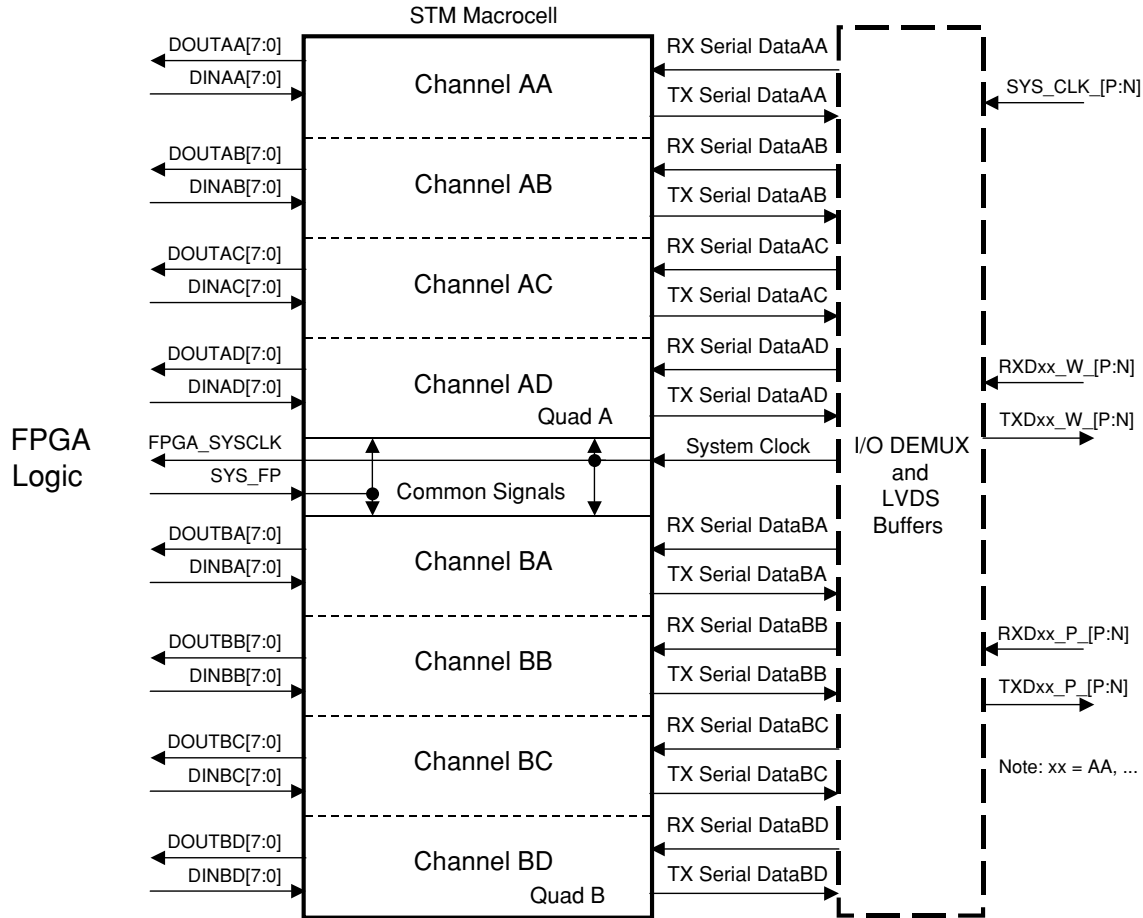 STM Macrocell
DOUTAA[7:0]
DINAA[7:0]
Channel AA
RX Serial DataAA
TX Serial DataAA
SYS_CLK_[P:N]
DOUTAB[7:0]
DINAB[7:0]
Channel AB
RX Serial DataAB
TX Serial DataAB
DOUTAC[7:0]
DINAC[7:0]
Channel AC
RX Serial DataAC
TX Serial DataAC
DOUTAD[7:0]
DINAD[7:0]
Channel AD
Quad A
RX Serial DataAD
TX Serial DataAD
RXDxx_W_[P:N]
TXDxx_W_[P:N]
FPGA
Logic
FPGA_SYSCLK
SYS_FP
Common Signals
System Clock
I/O DEMUX
and
LVDS
Buffers
DOUTBA[7:0]
DINBA[7:0]
Channel BA
RX Serial DataBA
TX Serial DataBA
DOUTBB[7:0]
DINBB[7:0]
Channel BB
RX Serial DataBB
TX Serial DataBB
RXDxx_P_[P:N]
TXDxx_P_[P:N]
DOUTBC[7:0]
DINBC[7:0]
Channel BC
RX Serial DataBC
TX Serial DataBC
Note: xx = AA, ...
DOUTBD[7:0]
DINBD[7:0]
Channel BD
Quad B
RX Serial DataBD
TX Serial DataBD